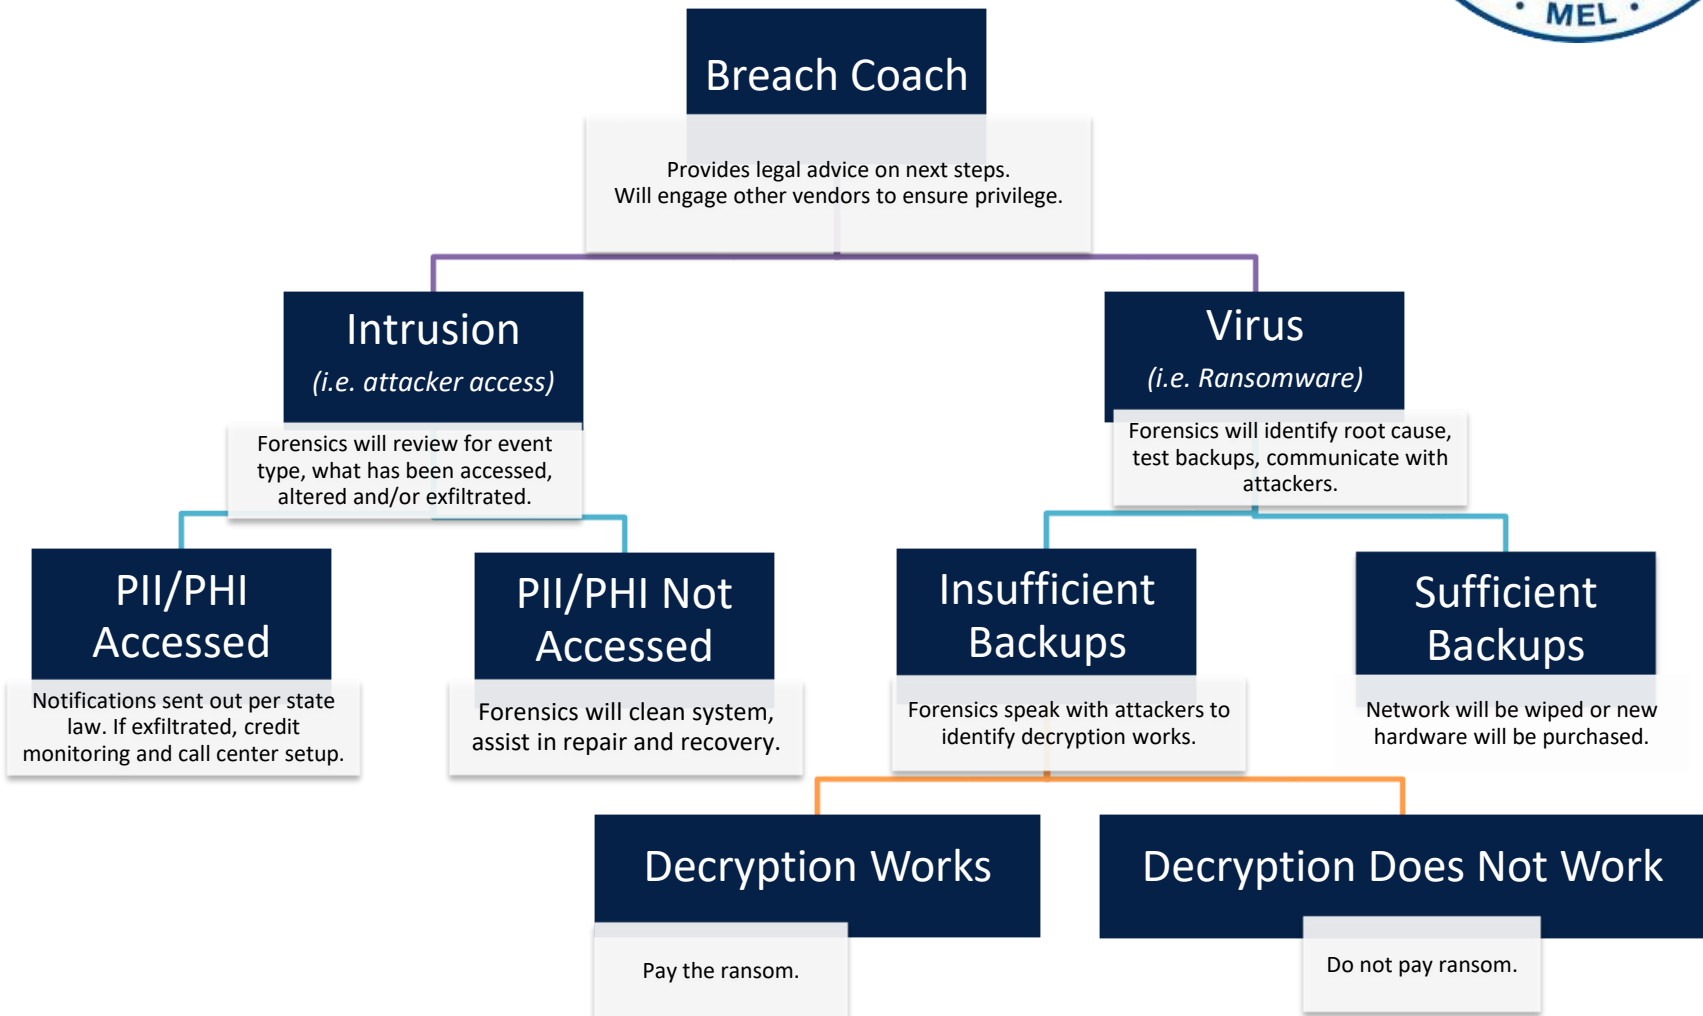 • MEL •
Breach Coach
Provides legal advice on next steps.
Will engage other vendors to ensure privilege.
Intrusion
(i.e. attacker access)
Forensics will review for event
type, what has been accessed,
altered and/or exfiltrated.
Virus
(i.e. Ransomware)
Forensics will identify root cause,
test backups, communicate with
attackers.
PII/PHI
Accessed
Notifications sent out per state
law. If exfiltrated, credit
monitoring and call center setup.
PII/PHI Not
Accessed
Forensics will clean system,
assist in repair and recovery.
Insufficient
Backups
Forensics speak with attackers to
identify decryption works.
Sufficient
Backups
Network will be wiped or new
hardware will be purchased.
Decryption Works
Pay the ransom.
Decryption Does Not Work
Do not pay ransom.